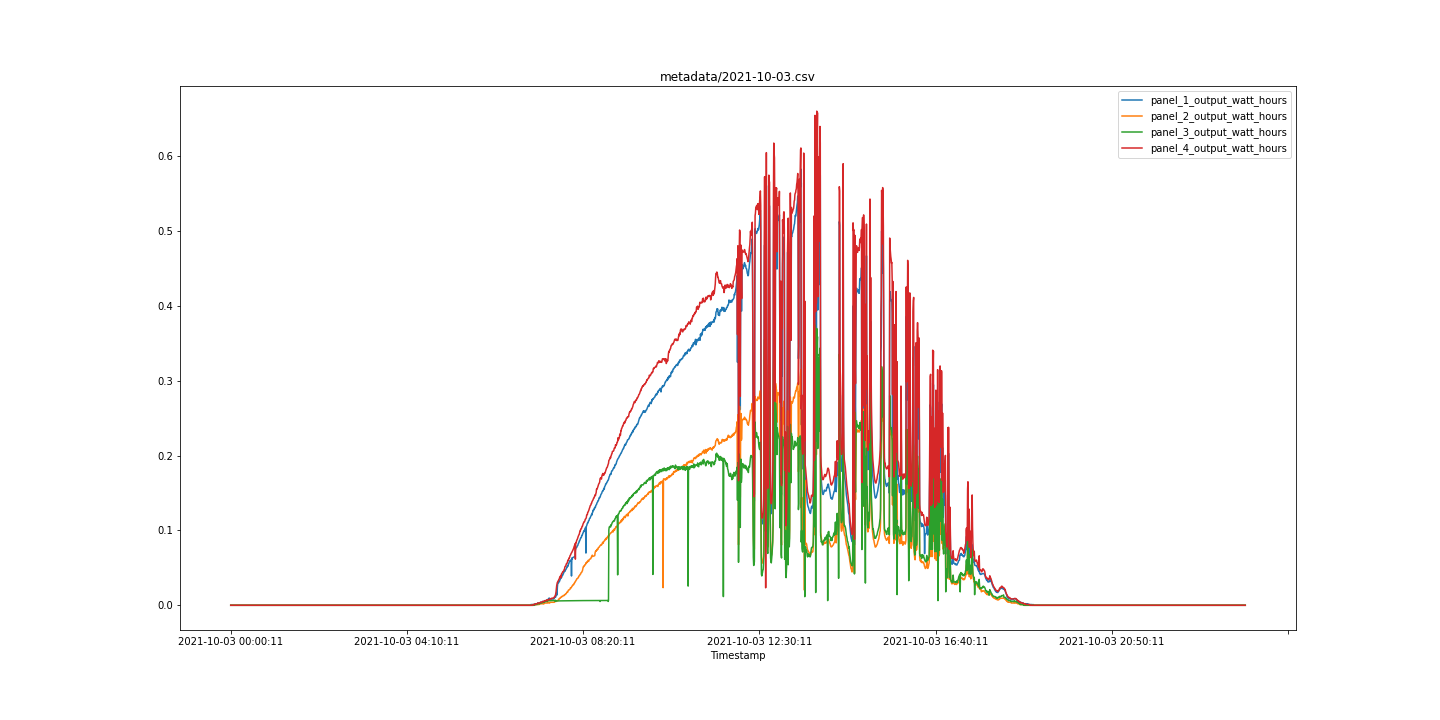 metadata/2021-10-03.csv
panel_1_output_watt_hours
panel_2_output_watt_hours
panel_3_output_watt_hours
panel_4_output_watt_hours
0.6
0.5
0.4
0.3
0.2
0.1
0.0
2021-10-03 00:00:11 2021-10-03 04:10:11 2021-10-03 08:20:11 2021-10-03 12:30:11 2021-10-03 16:40:11 2021-10-03 20:50:11
Timestamp